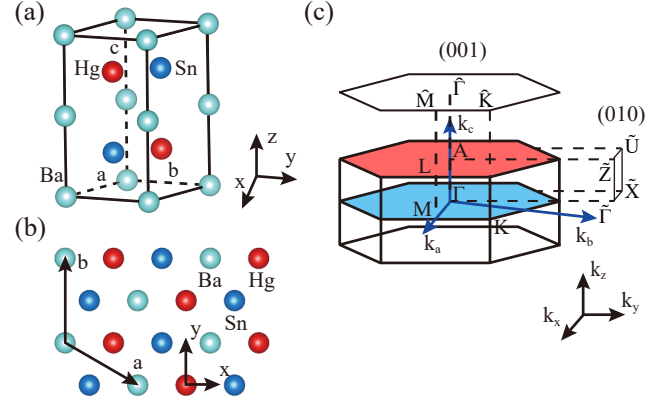 (a)
c
Hg
Sn
Ba
a
b
z
y
x
(b)
b
Ba
Hg
Sn
a
y
x
(c)
(001)
Γ̂
M̂
K̂
k_c
(010)
A
Ũ
L
Z̃
Γ
X̃
M
K
Γ̃
k_a
k_b
k_z
k_x
k_y